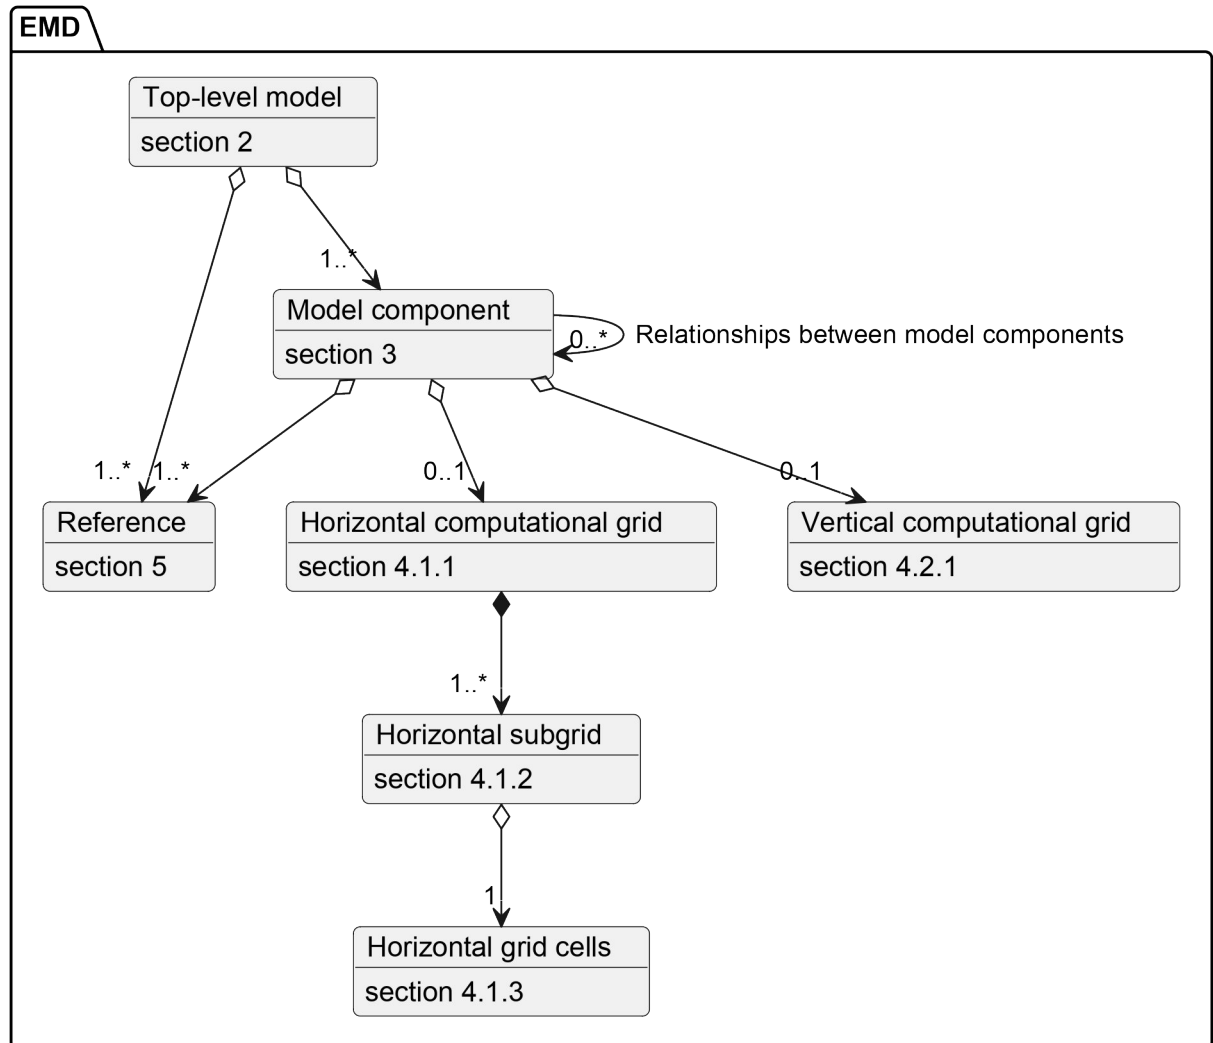 EMD
Top-level model
section 2
1..*
Model component
section 3
0..*
Relationships between model components
1..*
1..*
0..1
0..1
Reference
section 5
Horizontal computational grid
section 4.1.1
Vertical computational grid
section 4.2.1
1..*
Horizontal subgrid
section 4.1.2
1
Horizontal grid cells
section 4.1.3